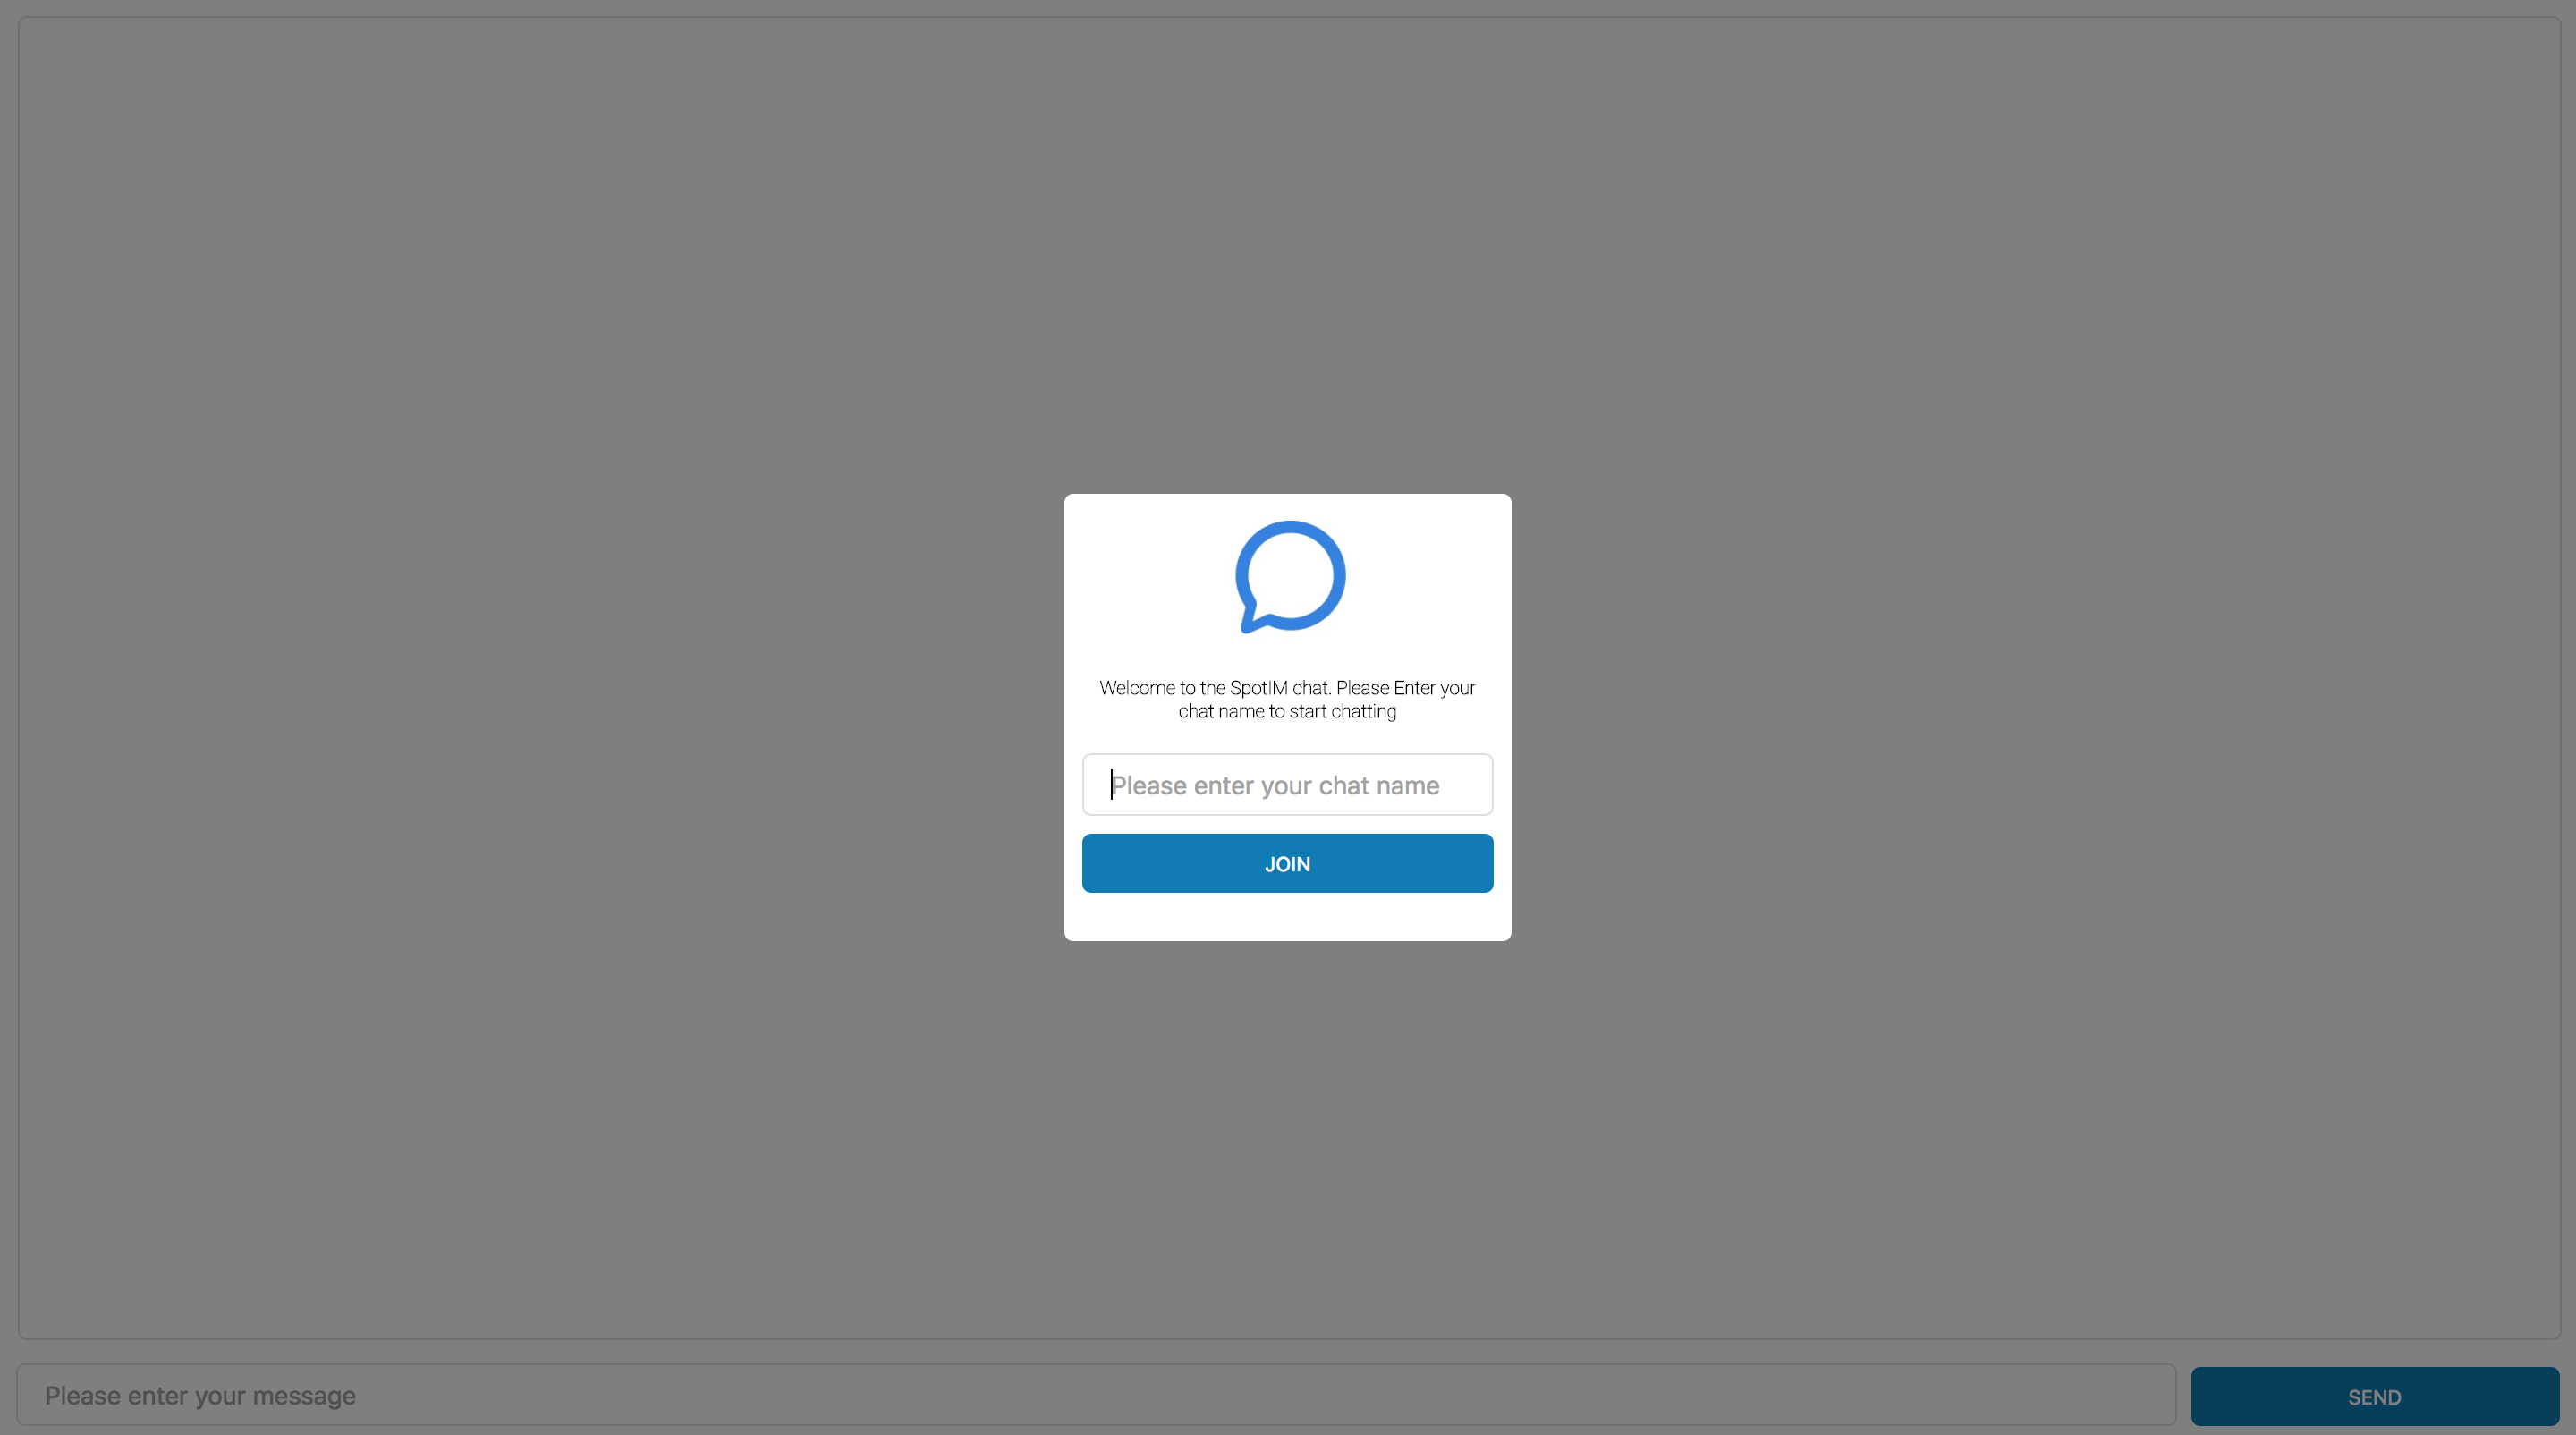 Welcome to the SpotIM chat. Please Enter your
chat name to start chatting
Please enter your chat name
JOIN
Please enter your message
SEND